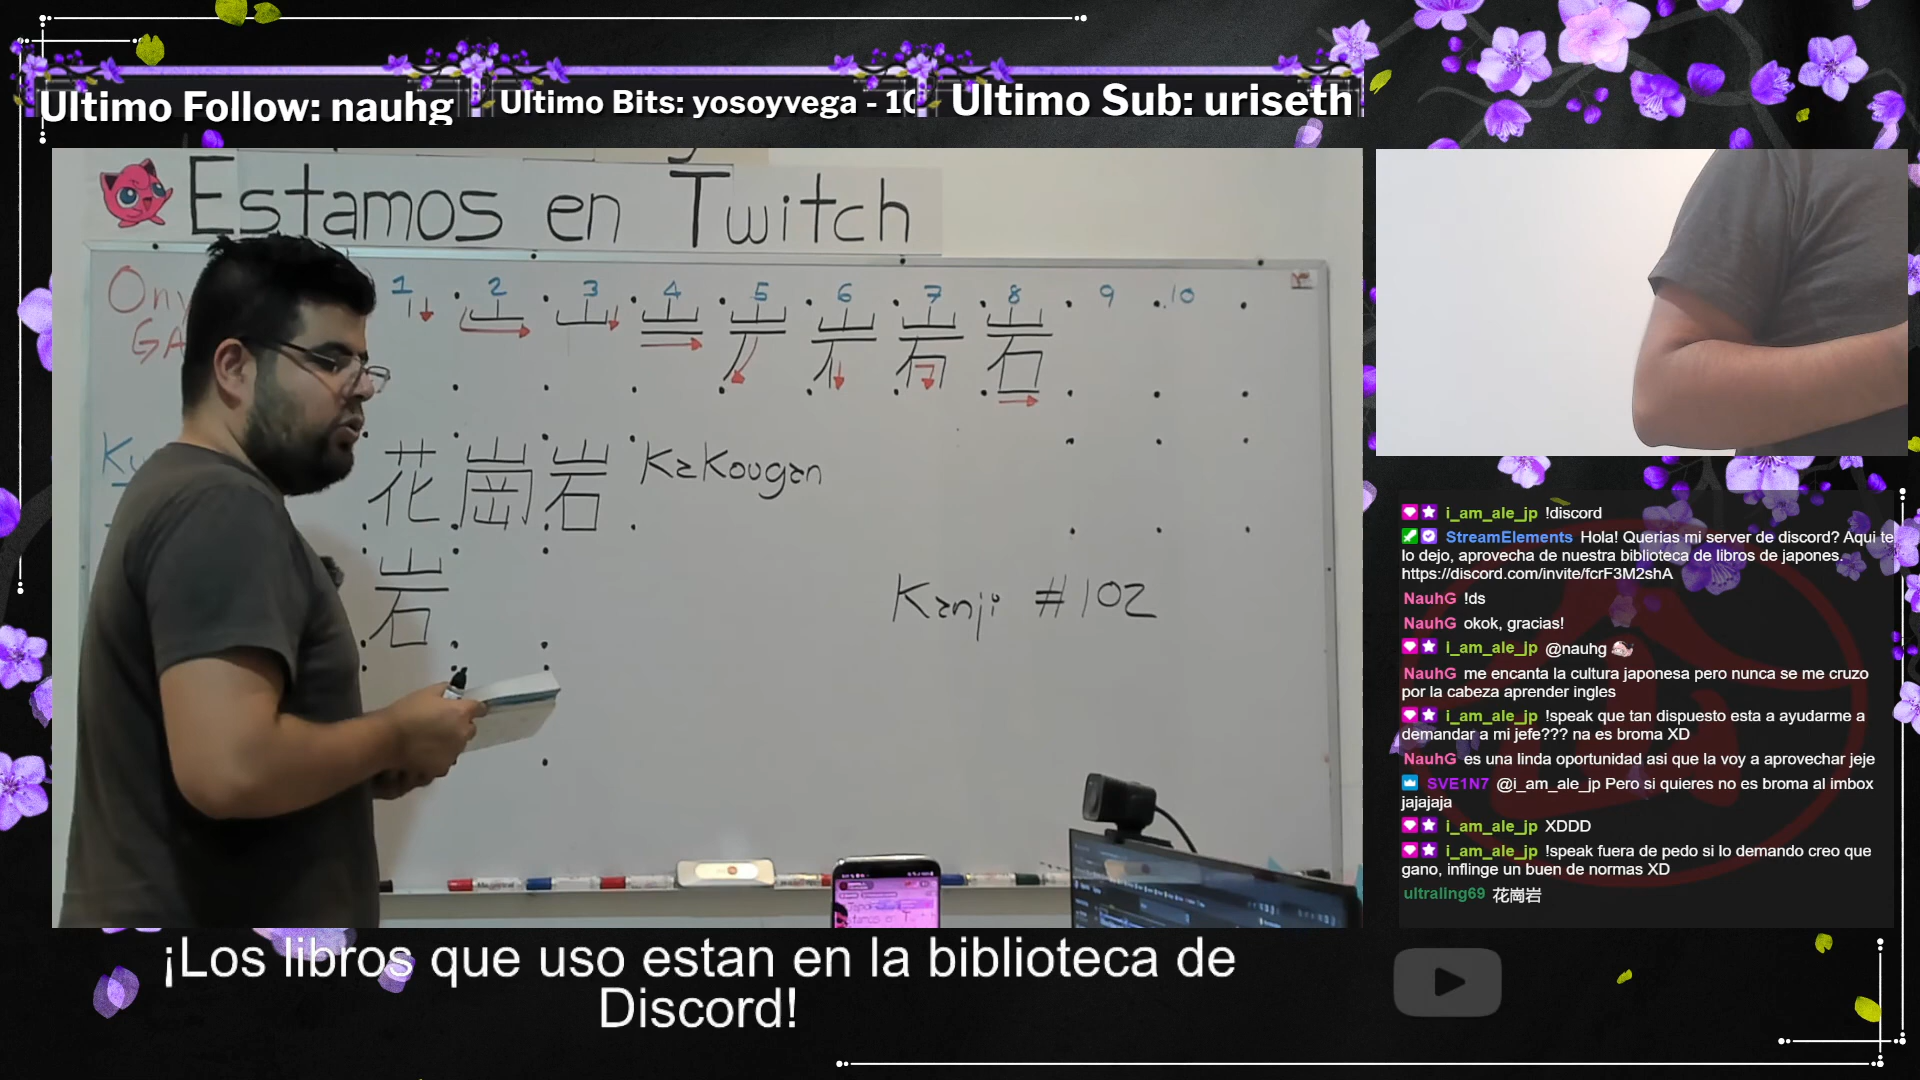 Ultimo Follow: nauhg
Ultimo Bits: yosoyvega - 10
Ultimo Sub: uriseth
Estamos en Twitch
1 2 3 4 5 6 7 8 9 10
GA
花崗岩 Kakougan
岩
Kanji #102
i_am_ale_jp !discord
StreamElements Hola! Querias mi server de discord? Aqui te
lo dejo, aprovecha de nuestra biblioteca de libros de japones.
https://discord.com/invite/fcrF3M2shA
NauhG !ds
NauhG okok, gracias!
i_am_ale_jp @nauhg
NauhG me encanta la cultura japonesa pero nunca se me cruzo
por la cabeza aprender ingles
i_am_ale_jp !speak que tan dispuesto esta a ayudarme a
demandar a mi jefe??? na es broma XD
NauhG es una linda oportunidad asi que la voy a aprovechar jeje
SVE1N7 @i_am_ale_jp Pero si quieres no es broma al imbox
jajajaja
i_am_ale_jp XDDD
i_am_ale_jp !speak fuera de pedo si lo demando creo que
gano, inflinge un buen de normas XD
ultraling69 花崗岩
¡Los libros que uso estan en la biblioteca de
Discord!